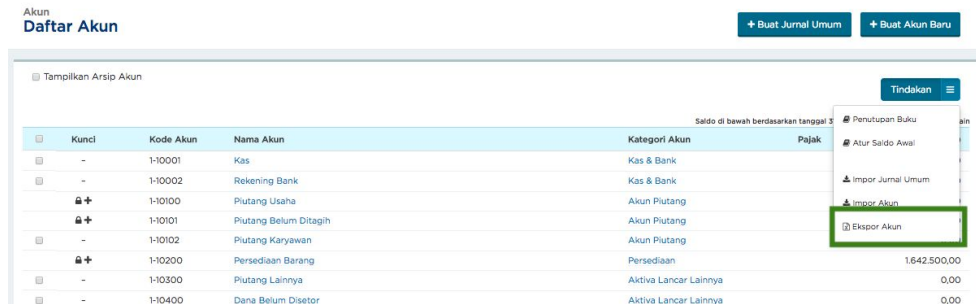 Akun
Daftar Akun
+ Buat Jurnal Umum
+ Buat Akun Baru
Tampilkan Arsip Akun
Tindakan
Saldo di bawah berdasarkan tanggal
Penutupan Buku
Atur Saldo Awal
Impor Jurnal Umum
Impor Akun
Ekspor Akun
Kunci Kode Akun Nama Akun Kategori Akun Pajak
- 1-10001 Kas Kas & Bank
- 1-10002 Rekening Bank Kas & Bank
1-10100 Piutang Usaha Akun Piutang
1-10101 Piutang Belum Ditagih Akun Piutang
- 1-10102 Piutang Karyawan Akun Piutang
1-10200 Persediaan Barang Persediaan 1.642.500,00
- 1-10300 Piutang Lainnya Aktiva Lancar Lainnya 0,00
- 1-10400 Dana Belum Disetor Aktiva Lancar Lainnya 0,00